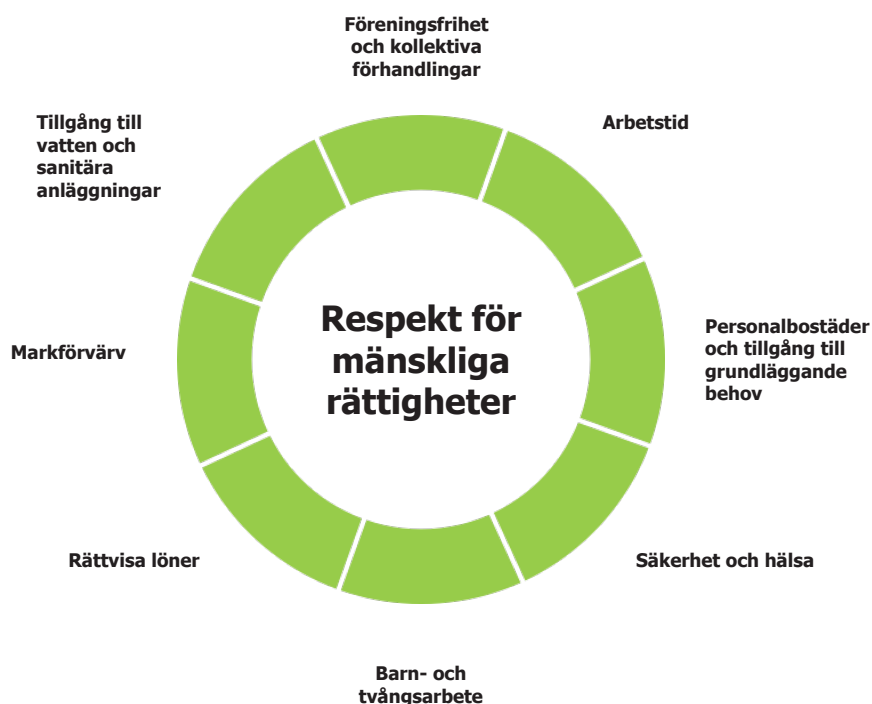 Föreningsfrihet
och kollektiva
förhandlingar
Arbetstid
Personalbostäder
och tillgång till
grundläggande
behov
Säkerhet och hälsa
Barn- och
tvångsarbete
Rättvisa löner
Markförvärv
Tillgång till
vatten och
sanitära
anläggningar
Respekt för
mänskliga
rättigheter